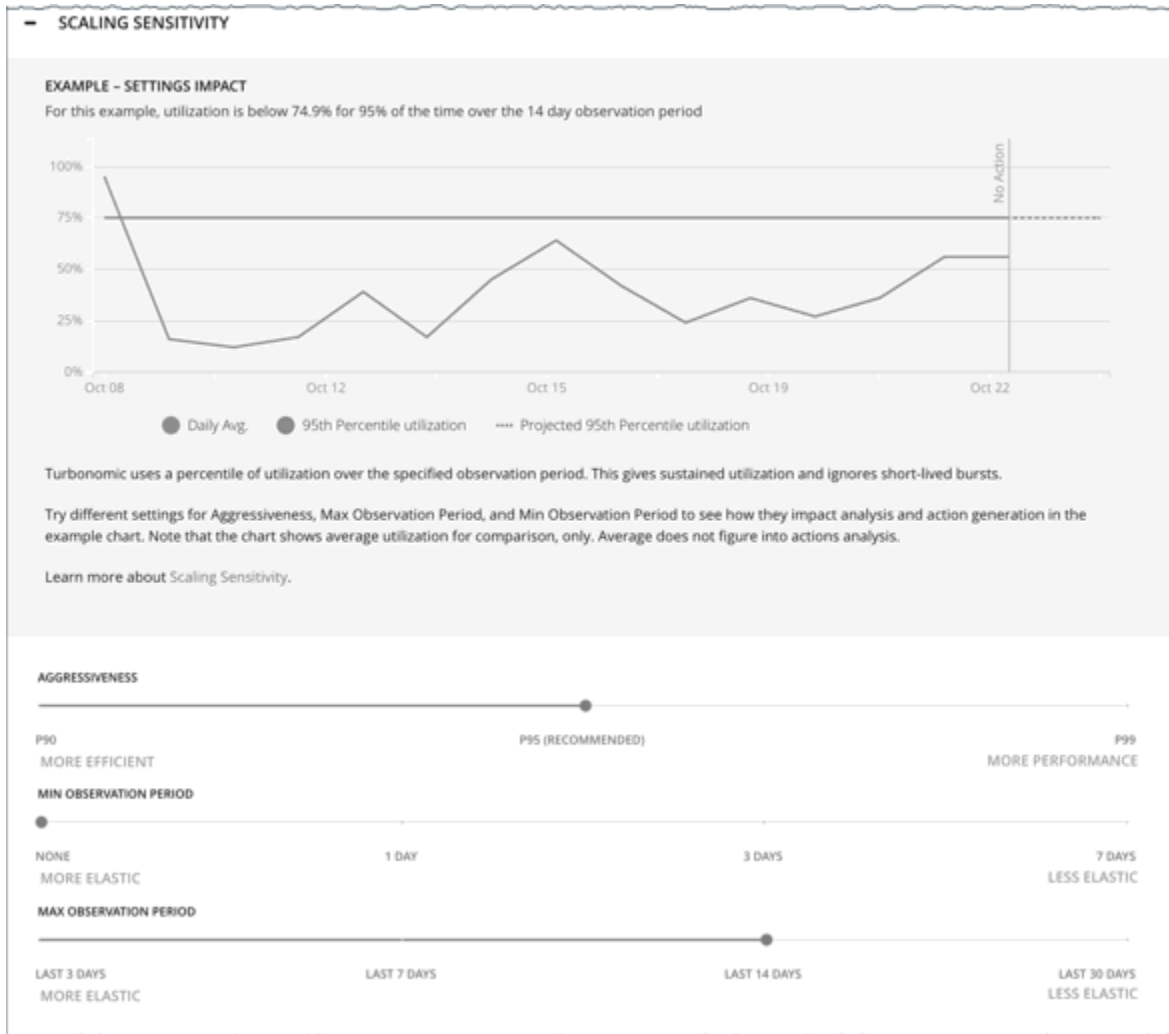 – SCALING SENSITIVITY
EXAMPLE – SETTINGS IMPACT
For this example, utilization is below 74.9% for 95% of the time over the 14 day observation period
100%
75%
50%
25%
0%
No Action
Oct 08 Oct 12 Oct 15 Oct 19 Oct 22
Daily Avg. 95th Percentile utilization Projected 95th Percentile utilization
Turbonomic uses a percentile of utilization over the specified observation period. This gives sustained utilization and ignores short-lived bursts.
Try different settings for Aggressiveness, Max Observation Period, and Min Observation Period to see how they impact analysis and action generation in the
example chart. Note that the chart shows average utilization for comparison, only. Average does not figure into actions analysis.
Learn more about Scaling Sensitivity.
AGGRESSIVENESS
P90 P95 (RECOMMENDED) P99
MORE EFFICIENT MORE PERFORMANCE
MIN OBSERVATION PERIOD
NONE 1 DAY 3 DAYS 7 DAYS
MORE ELASTIC LESS ELASTIC
MAX OBSERVATION PERIOD
LAST 3 DAYS LAST 7 DAYS LAST 14 DAYS LAST 30 DAYS
MORE ELASTIC LESS ELASTIC